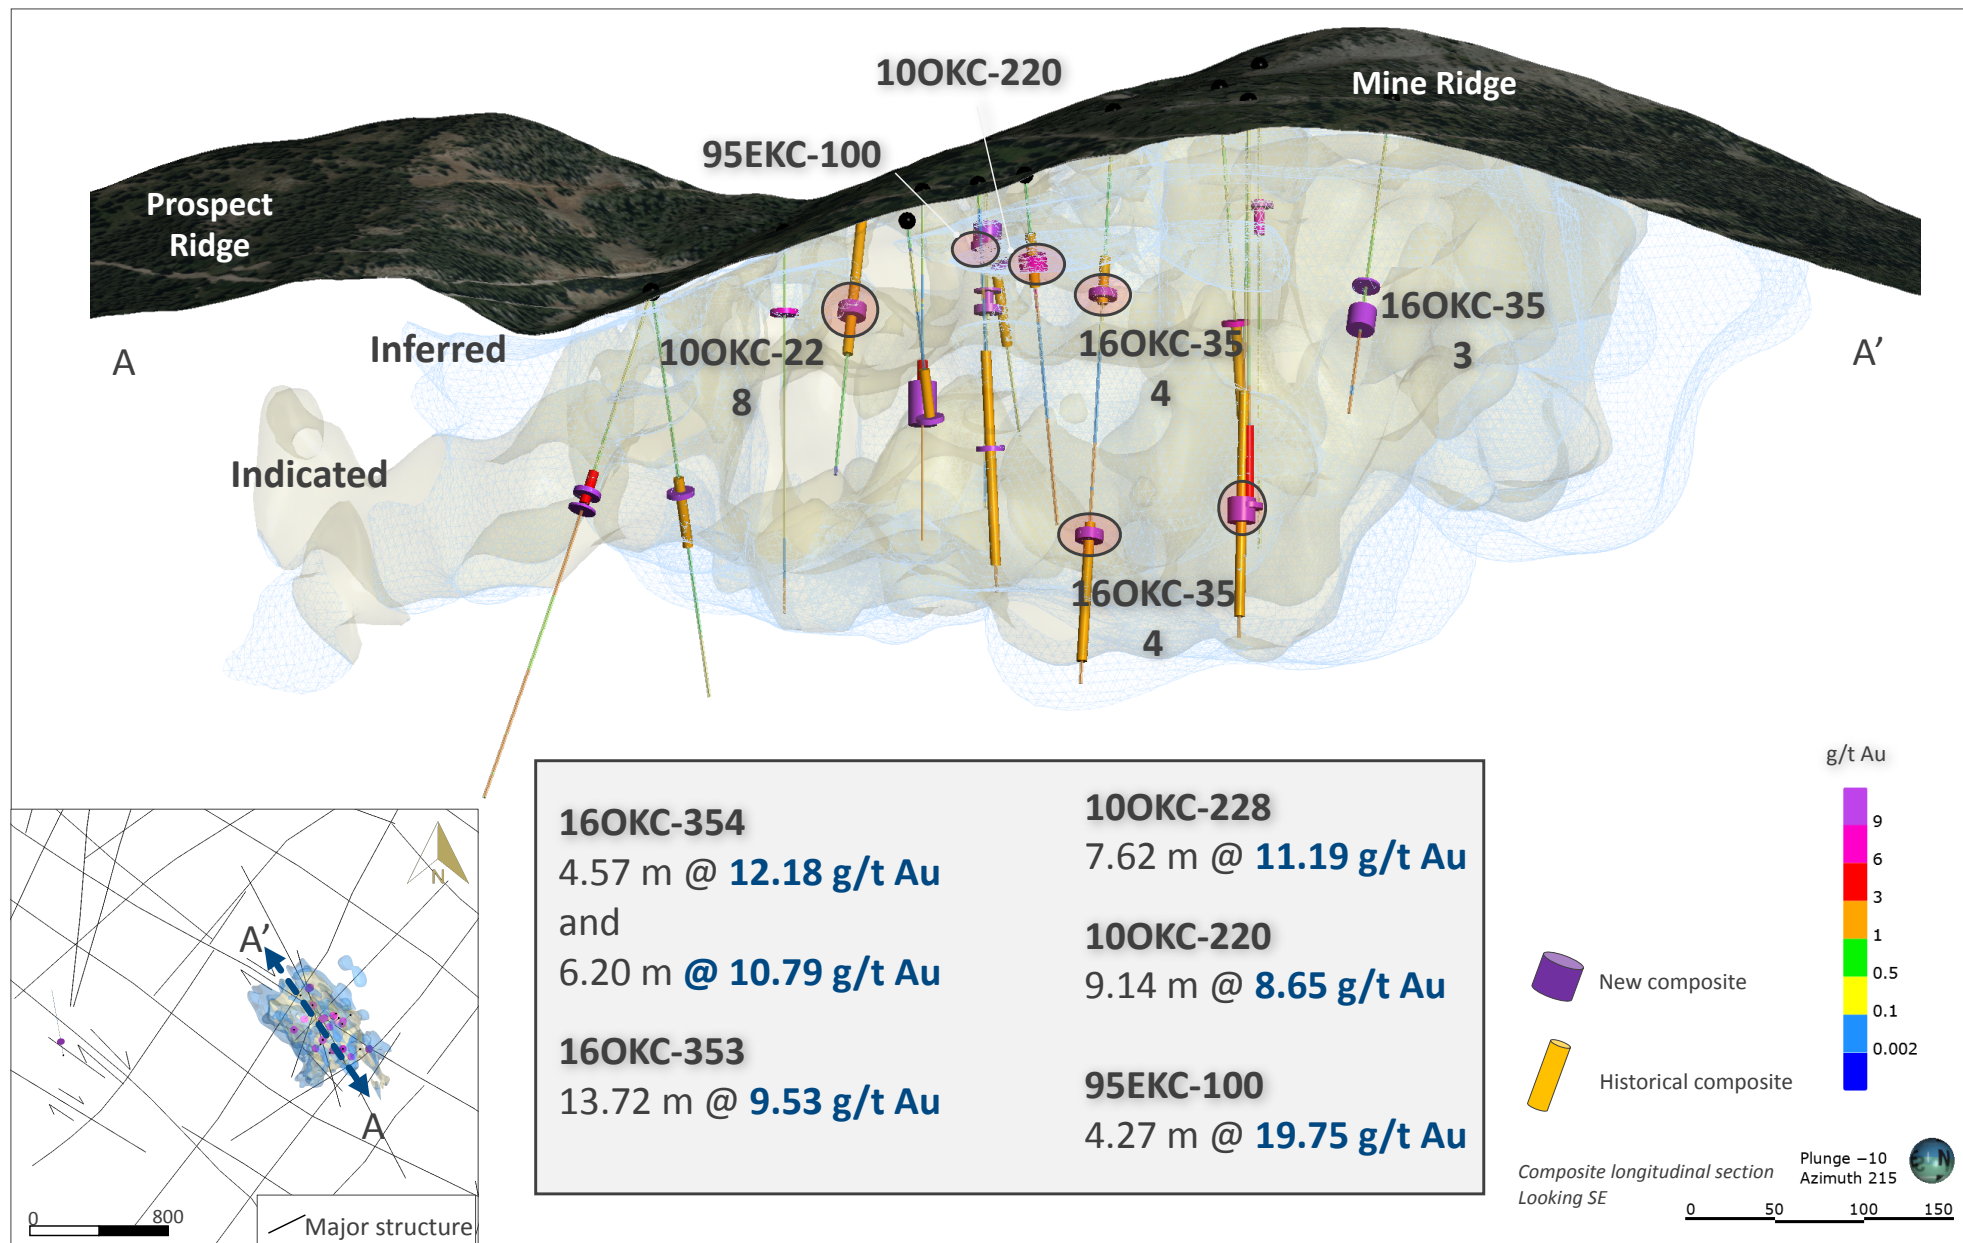 10OKC-220
Mine Ridge
95EKC-100
Prospect
Ridge
Inferred
A
10OKC-22
8
16OKC-35
4
16OKC-35
3
A’
Indicated
16OKC-35
4
16OKC-354
4.57 m @ 12.18 g/t Au
and
6.20 m @ 10.79 g/t Au
16OKC-353
13.72 m @ 9.53 g/t Au
10OKC-228
7.62 m @ 11.19 g/t Au
10OKC-220
9.14 m @ 8.65 g/t Au
95EKC-100
4.27 m @ 19.75 g/t Au
g/t Au
9
6
3
1
0.5
0.1
0.002
New composite
Historical composite
Composite longitudinal section
Looking SE
Plunge −10
Azimuth 215
N
0 50 100 150
N
A’
A
0 800
Major structure